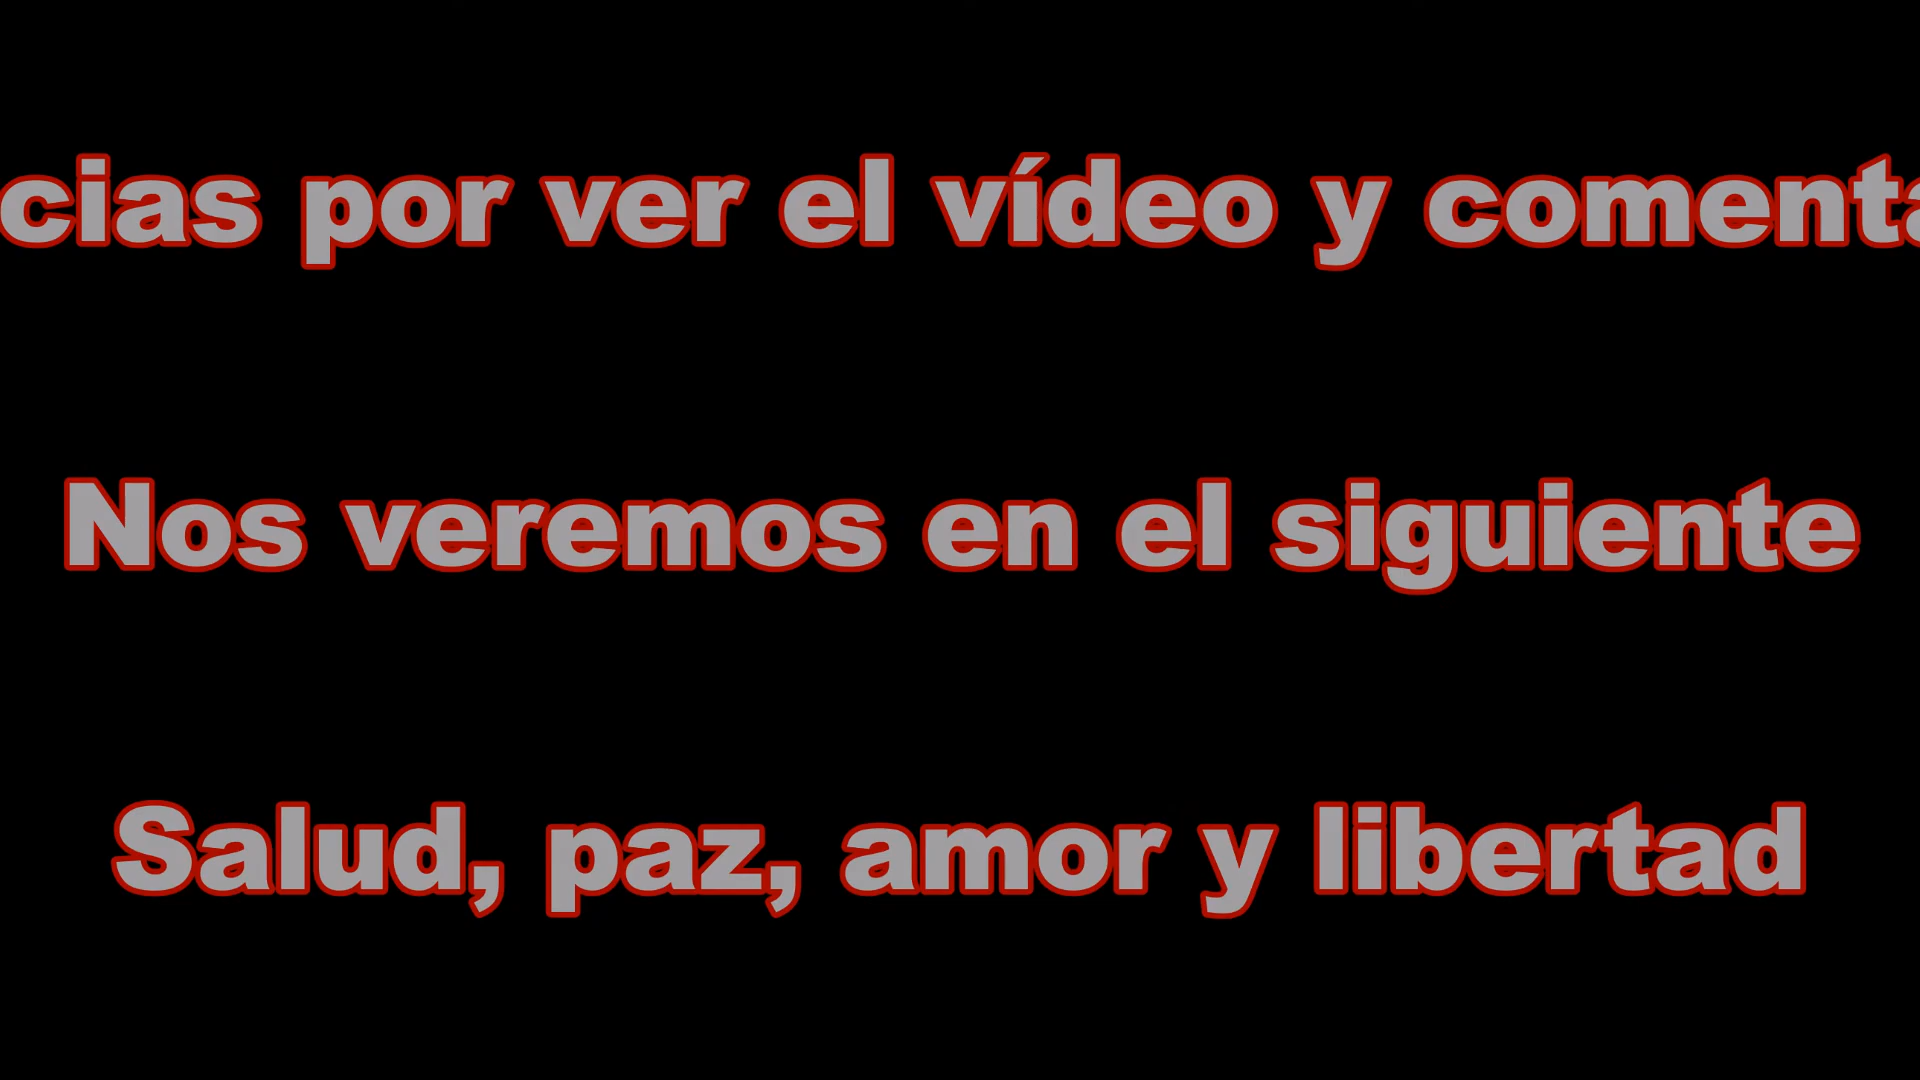 cias por ver el vídeo y comenta
Nos veremos en el siguiente
Salud, paz, amor y libertad